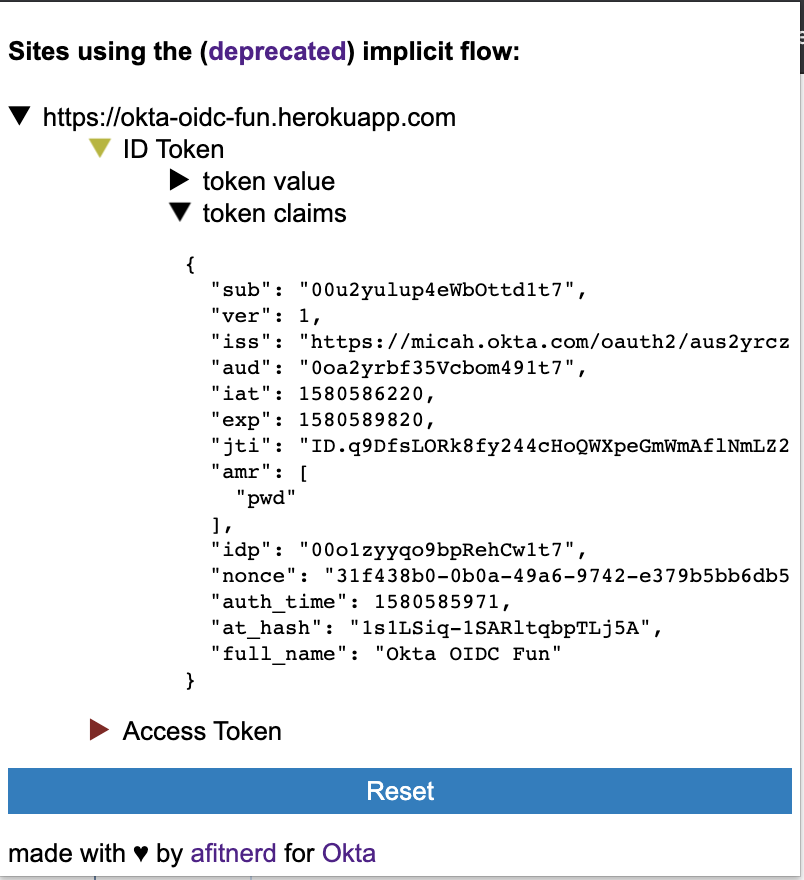 Sites using the (deprecated) implicit flow:
https://okta-oidc-fun.herokuapp.com
ID Token
token value
token claims
{
"sub": "00u2yulup4eWbOttd1t7",
"ver": 1,
"iss": "https://micah.okta.com/oauth2/aus2yrcz
"aud": "0oa2yrbf35Vcbom491t7",
"iat": 1580586220,
"exp": 1580589820,
"jti": "ID.q9DfsLORk8fy244cHoQWXpeGmWmAflNmLZ2
"amr": [
"pwd"
],
"idp": "00o1zyyqo9bpRehCw1t7",
"nonce": "31f438b0-0b0a-49a6-9742-e379b5bb6db5
"auth_time": 1580585971,
"at_hash": "1s1LSiq-1SARltqbpTLj5A",
"full_name": "Okta OIDC Fun"
}
Access Token
Reset
made with ♥ by afitnerd for Okta